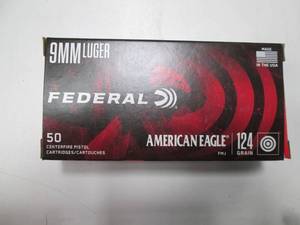 9MM LUGER
MADE
IN THE USA
FEDERAL
50
CENTERFIRE PISTOL
CARTRIDGES/CARTOUCHES
AMERICAN EAGLE
FMJ
124
GRAIN